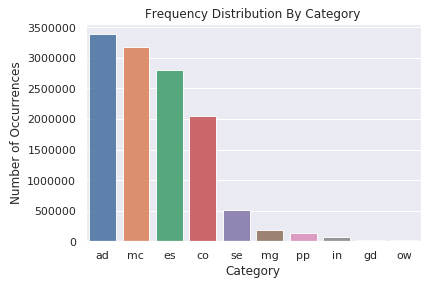 Frequency Distribution By Category
Number of Occurrences
3500000
3000000
2500000
2000000
1500000
1000000
500000
0
ad mc es co se mg pp in gd ow
Category